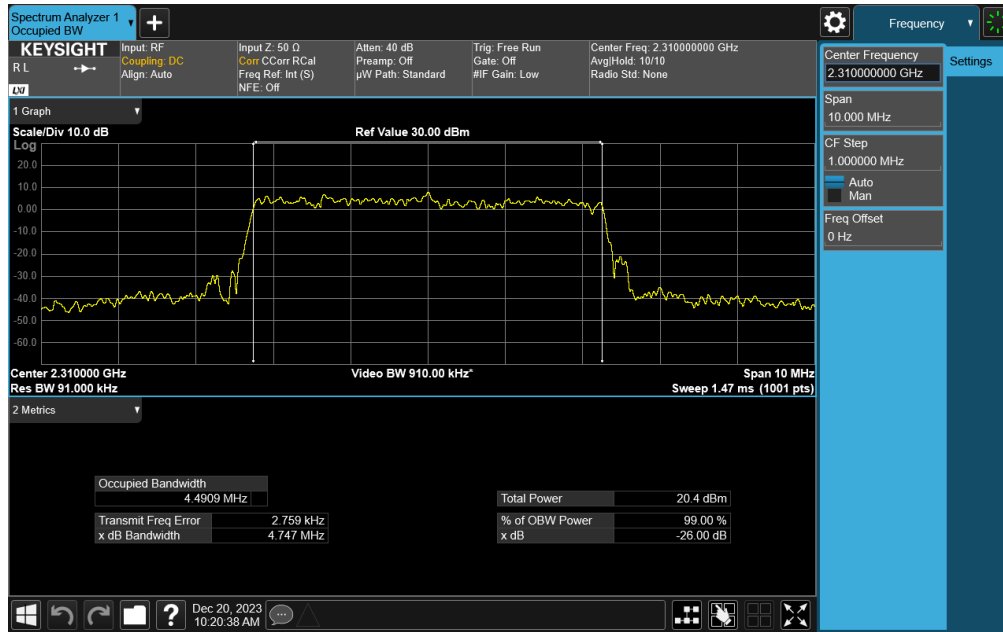 Spectrum Analyzer 1
Occupied BW
Frequency
KEYSIGHT
R L
LXI
Input: RF
Coupling: DC
Align: Auto
Input Z: 50 Ω
Corr CCorr RCal
Freq Ref: Int (S)
NFE: Off
Atten: 40 dB
Preamp: Off
µW Path: Standard
Trig: Free Run
Gate: Off
#IF Gain: Low
Center Freq: 2.310000000 GHz
Avg|Hold: 10/10
Radio Std: None
Center Frequency
2.310000000 GHz
Settings
Span
10.000 MHz
CF Step
1.000000 MHz
Auto
Man
Freq Offset
0 Hz
1 Graph
Scale/Div 10.0 dB
Ref Value 30.00 dBm
Log
20.0
10.0
0.00
-10.0
-20.0
-30.0
-40.0
-50.0
-60.0
Center 2.310000 GHz
Video BW 910.00 kHz*
Span 10 MHz
Res BW 91.000 kHz
Sweep 1.47 ms (1001 pts)
2 Metrics
Occupied Bandwidth
4.4909 MHz
Total Power 20.4 dBm
Transmit Freq Error 2.759 kHz
% of OBW Power 99.00 %
x dB Bandwidth 4.747 MHz
x dB -26.00 dB
?
Dec 20, 2023
10:20:38 AM